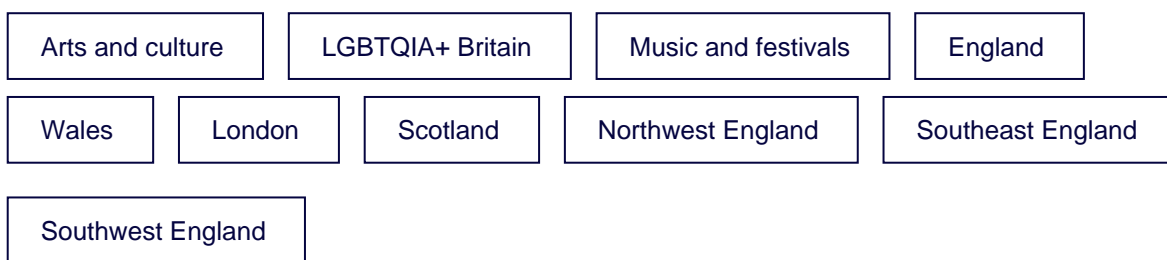 Arts and culture LGBTQIA+ Britain Music and festivals England
Wales London Scotland Northwest England Southeast England
Southwest England